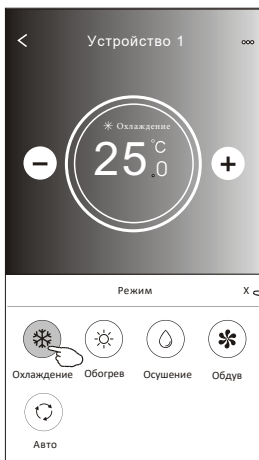 Устройство 1
Охлаждение
25.0 °C
Режим X
Охлаждение Обогрев Осушение Обдув
Авто